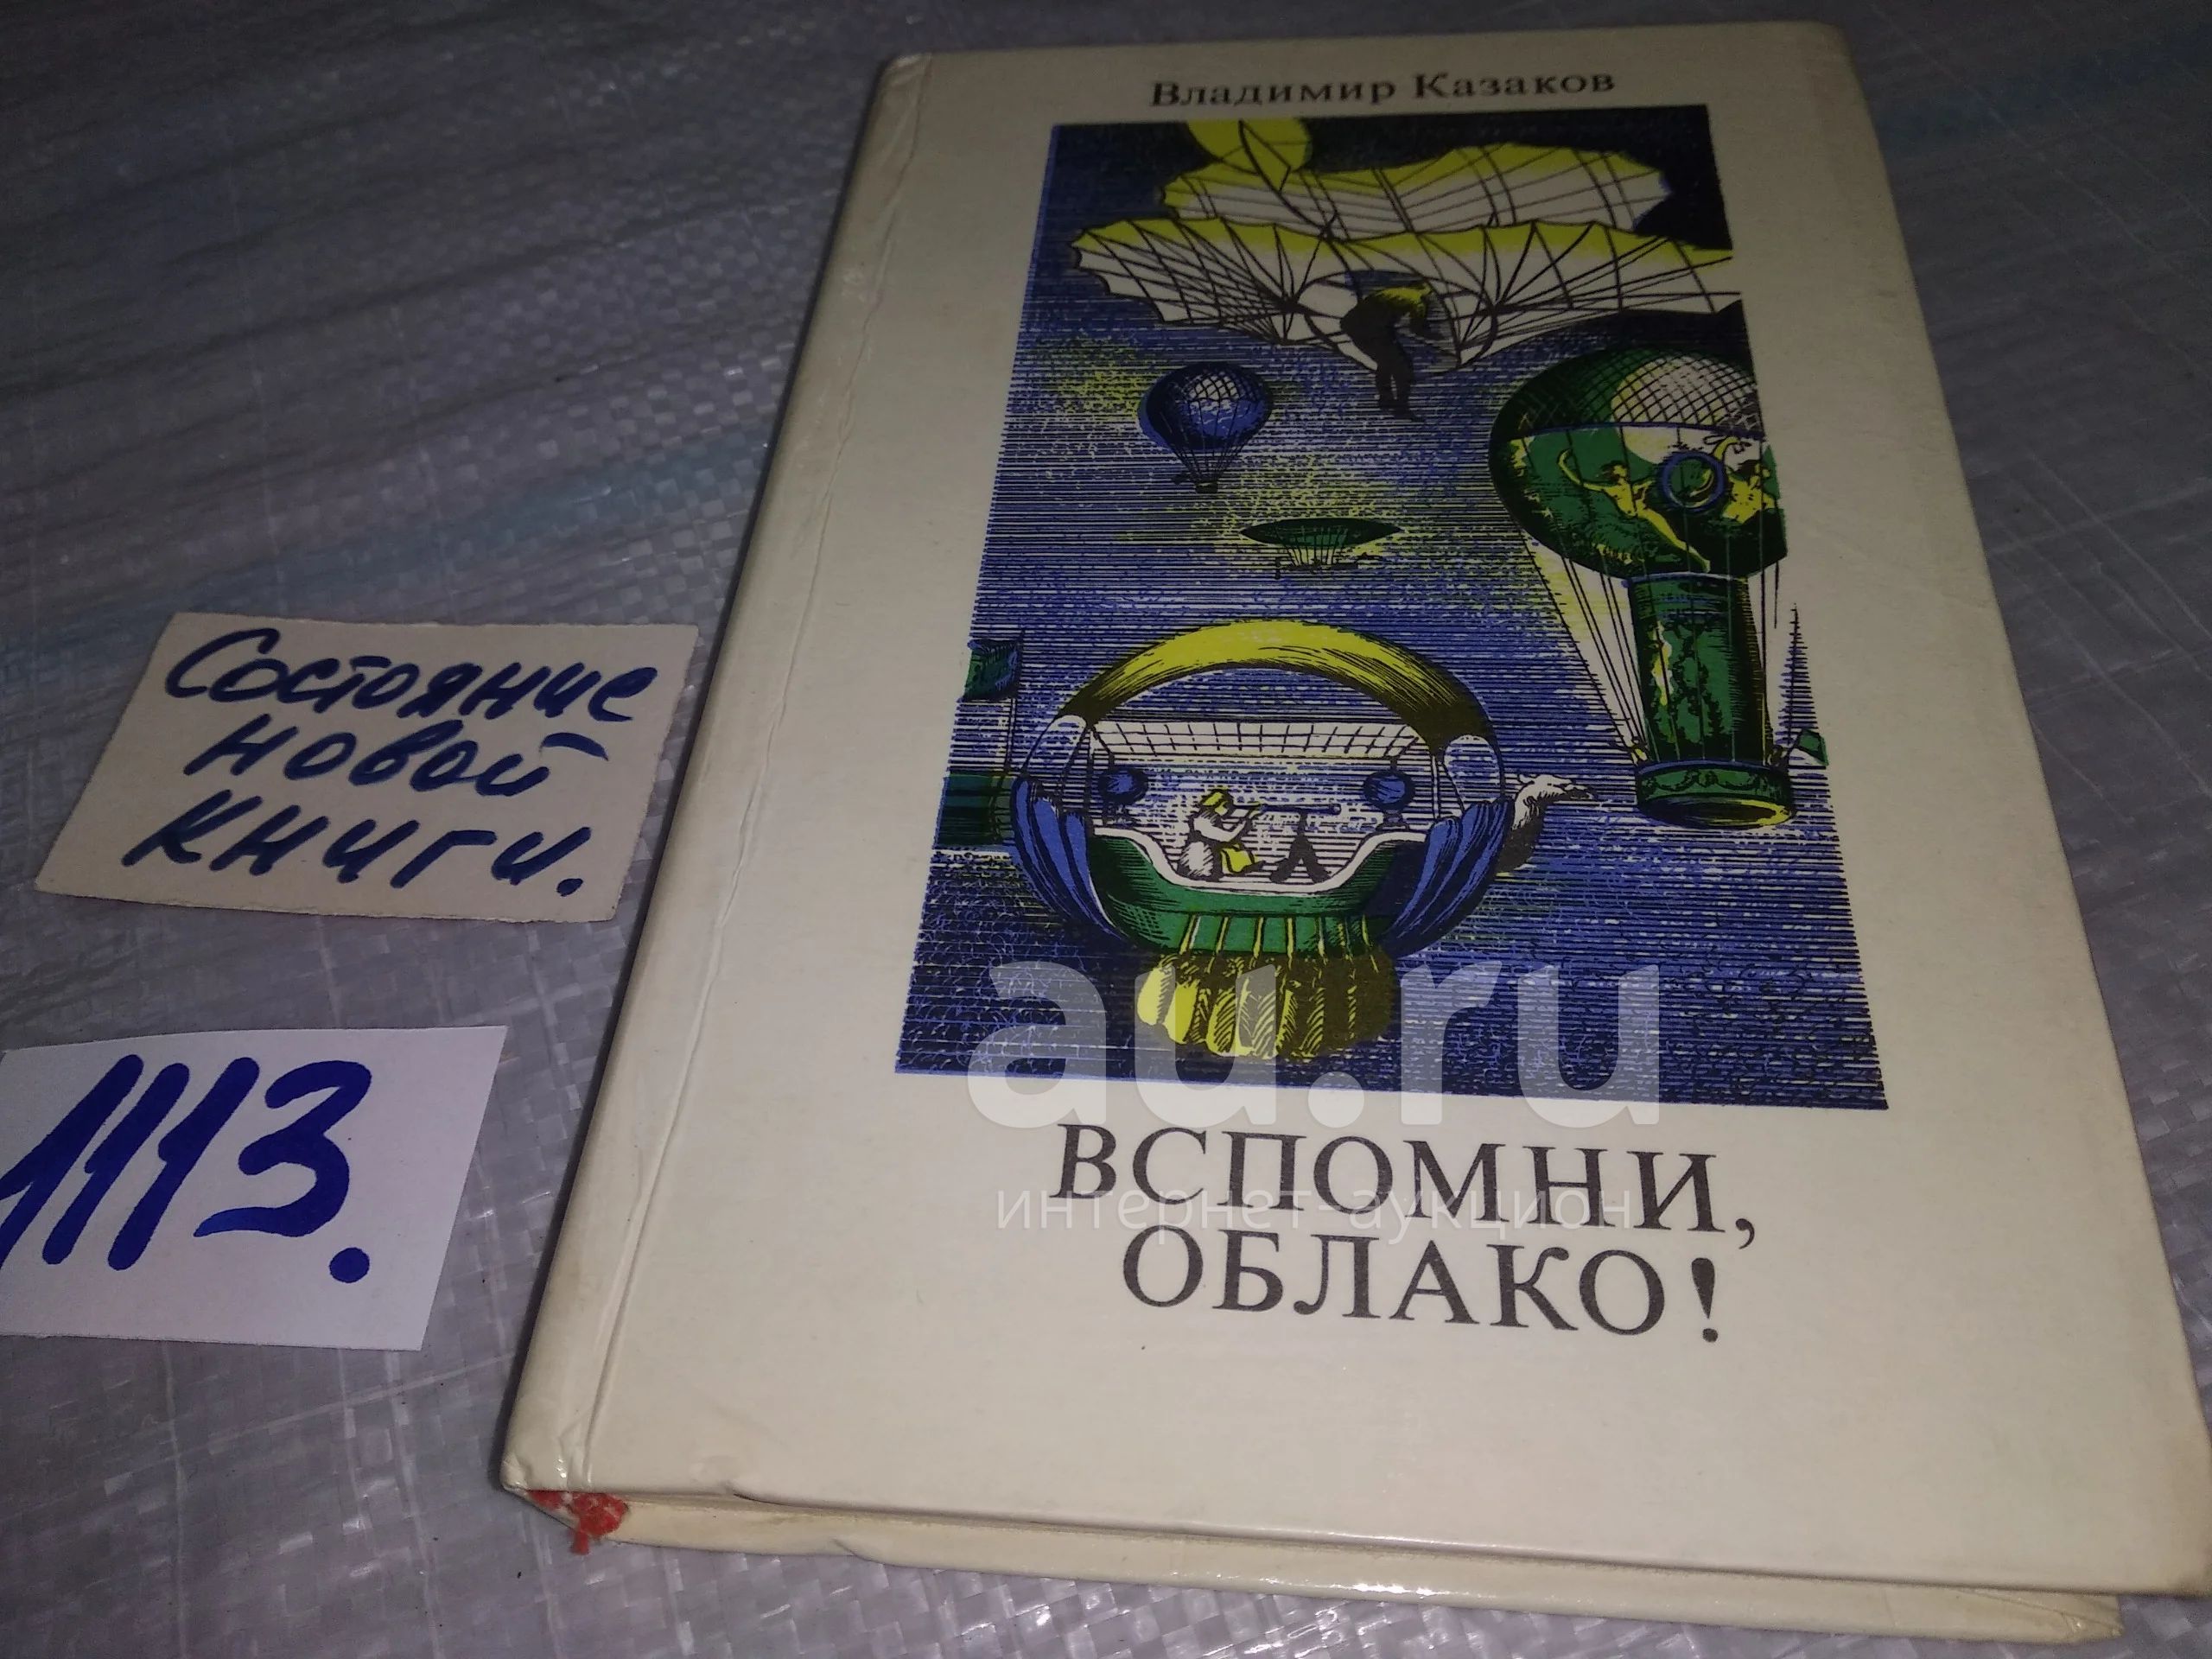 Владимир Казаков
Состояние
новой
книги.
1113.
au.ru
интернет-аукцион
ВСПОМНИ,
ОБЛАКО!